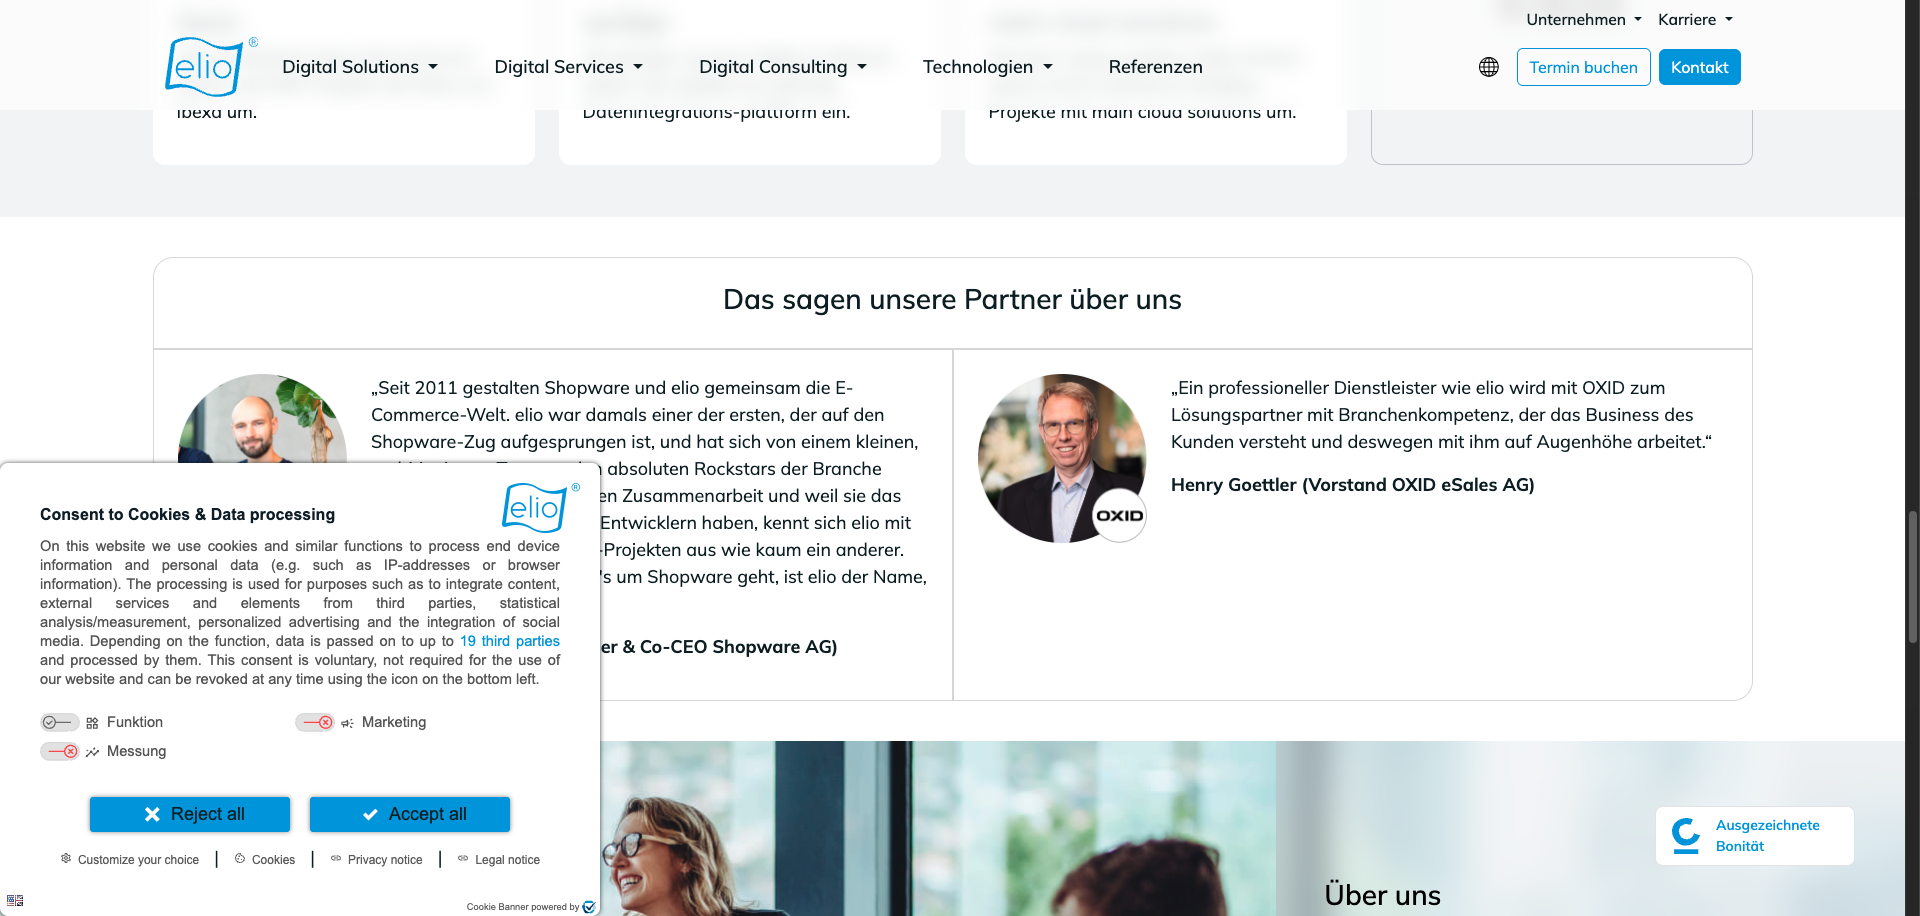 Unternehmen
Karriere
elio®
Digital Solutions
Digital Services
Digital Consulting
Technologien
Referenzen
Termin buchen
Kontakt
Ibexa um.
Datenintegrations-plattform ein.
Projekte mit main cloud solutions um.
Das sagen unsere Partner über uns
„Seit 2011 gestalten Shopware und elio gemeinsam die E-
Commerce-Welt. elio war damals einer der ersten, der auf den
Shopware-Zug aufgesprungen ist, und hat sich von einem kleinen,
absoluten Rockstars der Branche
en Zusammenarbeit und weil sie das
Entwicklern haben, kennt sich elio mit
-Projekten aus wie kaum ein anderer.
's um Shopware geht, ist elio der Name,
er & Co-CEO Shopware AG)
„Ein professioneller Dienstleister wie elio wird mit OXID zum
Lösungspartner mit Branchenkompetenz, der das Business des
Kunden versteht und deswegen mit ihm auf Augenhöhe arbeitet.“
Henry Goettler (Vorstand OXID eSales AG)
OXID
elio®
Consent to Cookies & Data processing
On this website we use cookies and similar functions to process end device
information and personal data (e.g. such as IP-addresses or browser
information). The processing is used for purposes such as to integrate content,
external services and elements from third parties, statistical
analysis/measurement, personalized advertising and the integration of social
media. Depending on the function, data is passed on to up to 19 third parties
and processed by them. This consent is voluntary, not required for the use of
our website and can be revoked at any time using the icon on the bottom left.
Funktion
Marketing
Messung
Reject all
Accept all
Customize your choice
Cookies
Privacy notice
Legal notice
Cookie Banner powered by
Ausgezeichnete
Bonität
Über uns